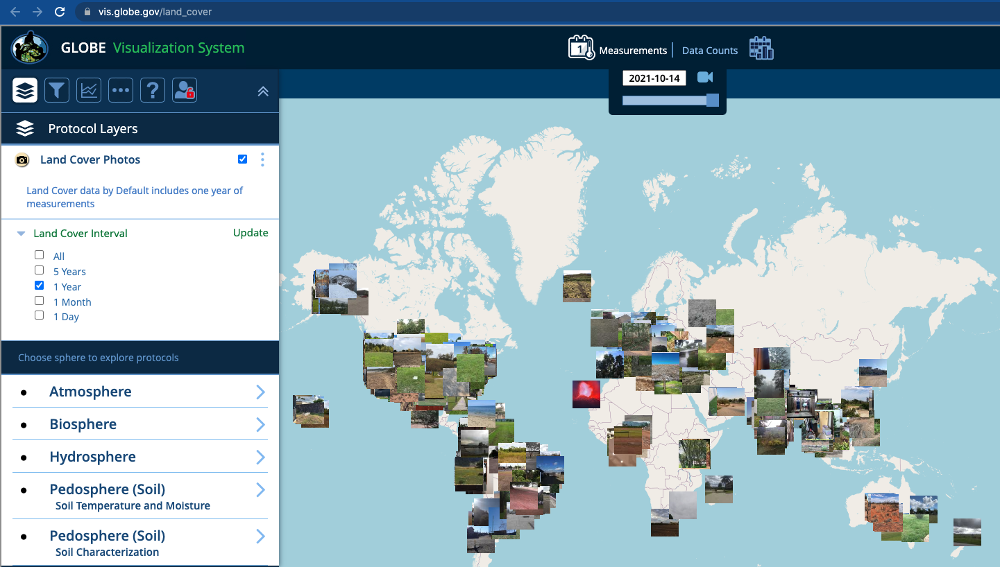 vis.globe.gov/land_cover
GLOBE Visualization System
1 Measurements | Data Counts
2021-10-14
?
Protocol Layers
Land Cover Photos
Land Cover data by Default includes one year of
measurements
Land Cover Interval Update
All
5 Years
1 Year
1 Month
1 Day
Choose sphere to explore protocols
Atmosphere
Biosphere
Hydrosphere
Pedosphere (Soil)
Soil Temperature and Moisture
Pedosphere (Soil)
Soil Characterization